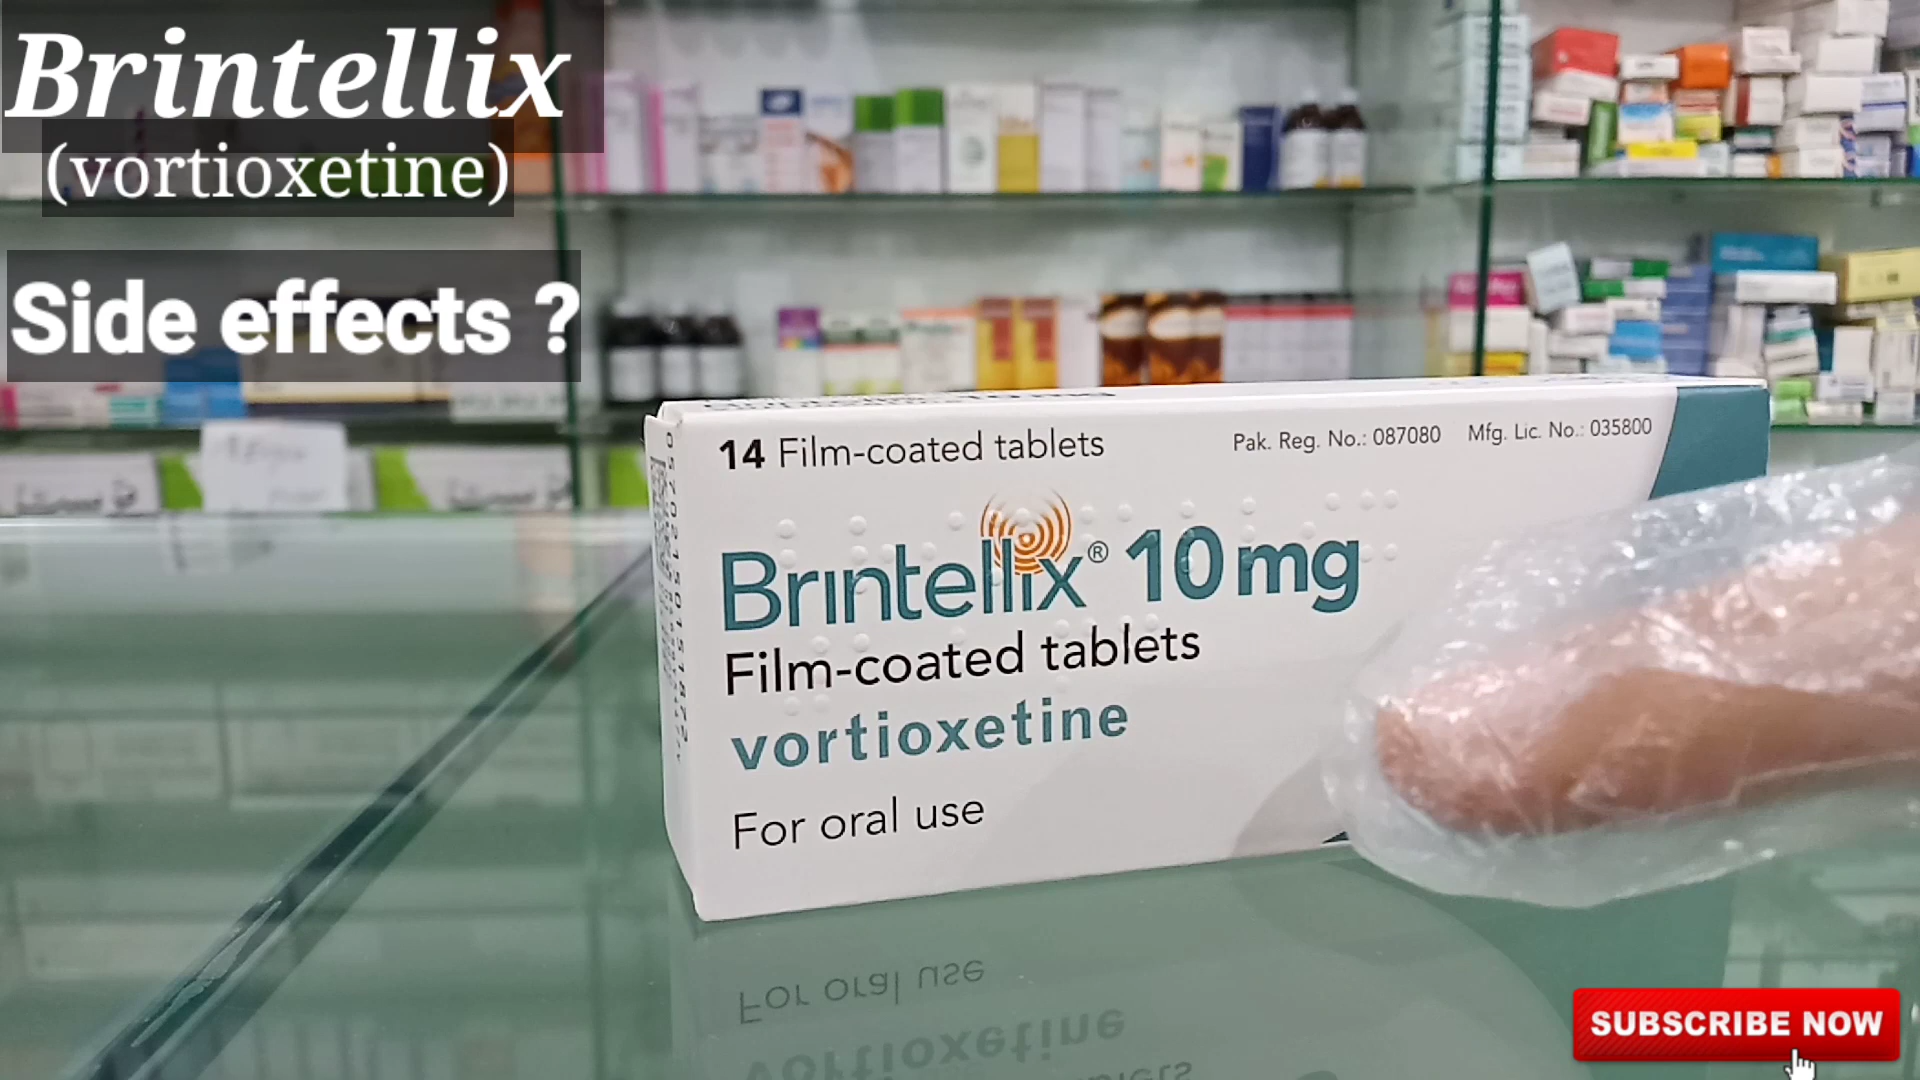 Brintellix
(vortioxetine)
Side effects ?
14 Film-coated tablets
Pak. Reg. No.: 087080 Mfg. Lic. No.: 035800
Brintellix® 10 mg
Film-coated tablets
vortioxetine
For oral use
For oral use
vortioxetine
SUBSCRIBE NOW